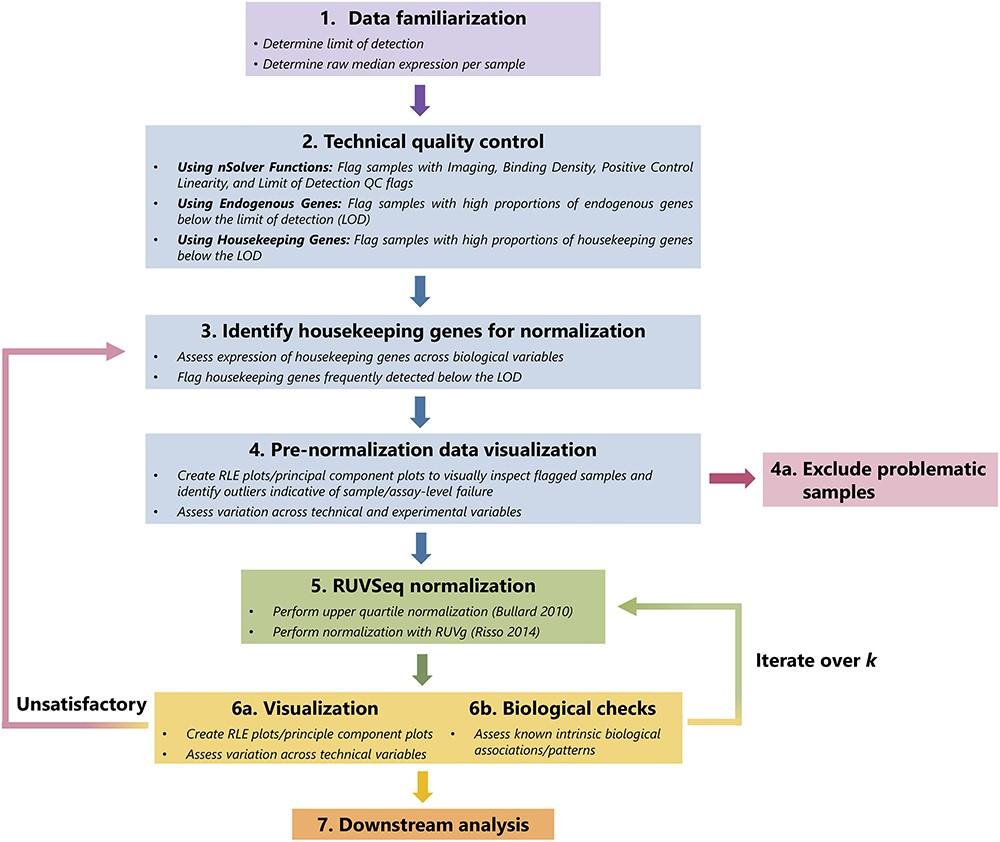 1. Data familiarization
• Determine limit of detection
• Determine raw median expression per sample
2. Technical quality control
• Using nSolver Functions: Flag samples with Imaging, Binding Density, Positive Control
Linearity, and Limit of Detection QC flags
• Using Endogenous Genes: Flag samples with high proportions of endogenous genes
below the limit of detection (LOD)
• Using Housekeeping Genes: Flag samples with high proportions of housekeeping genes
below the LOD
3. Identify housekeeping genes for normalization
• Assess expression of housekeeping genes across biological variables
• Flag housekeeping genes frequently detected below the LOD
4. Pre-normalization data visualization
• Create RLE plots/principal component plots to visually inspect flagged samples and
identify outliers indicative of sample/assay-level failure
• Assess variation across technical and experimental variables
4a. Exclude problematic
samples
5. RUVSeq normalization
• Perform upper quartile normalization (Bullard 2010)
• Perform normalization with RUVg (Risso 2014)
Iterate over k
Unsatisfactory
6a. Visualization
• Create RLE plots/principle component plots
• Assess variation across technical variables
6b. Biological checks
• Assess known intrinsic biological
associations/patterns
7. Downstream analysis